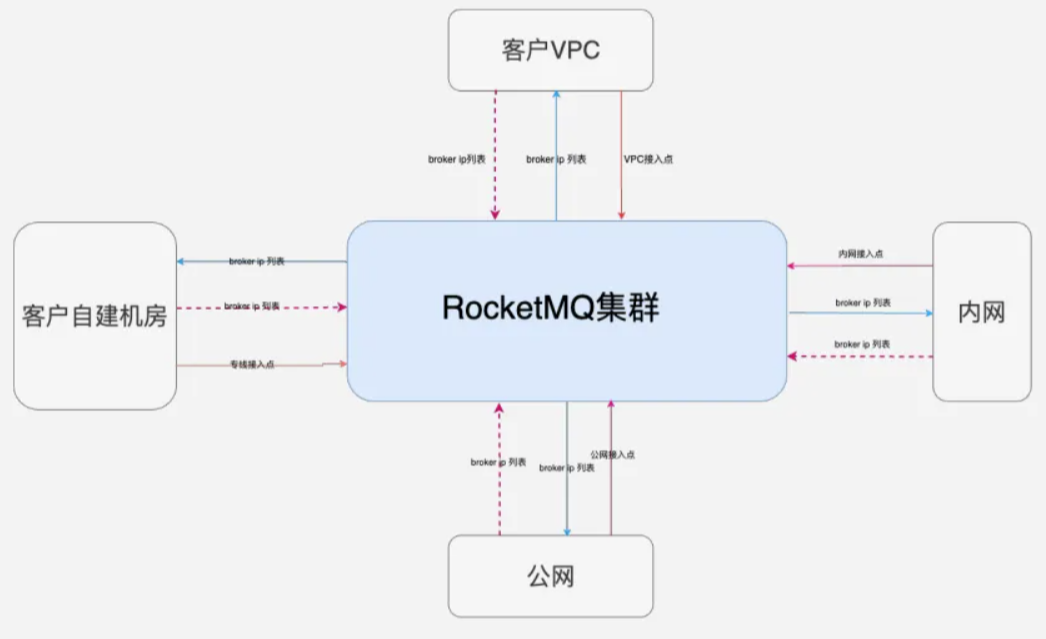 客户VPC
broker ip列表
broker ip 列表
VPC接入点
客户自建机房
broker ip 列表
broker ip 列表
专线接入点
RocketMQ集群
内网接入点
broker ip 列表
broker ip 列表
内网
broker ip 列表
broker ip 列表
公网接入点
公网